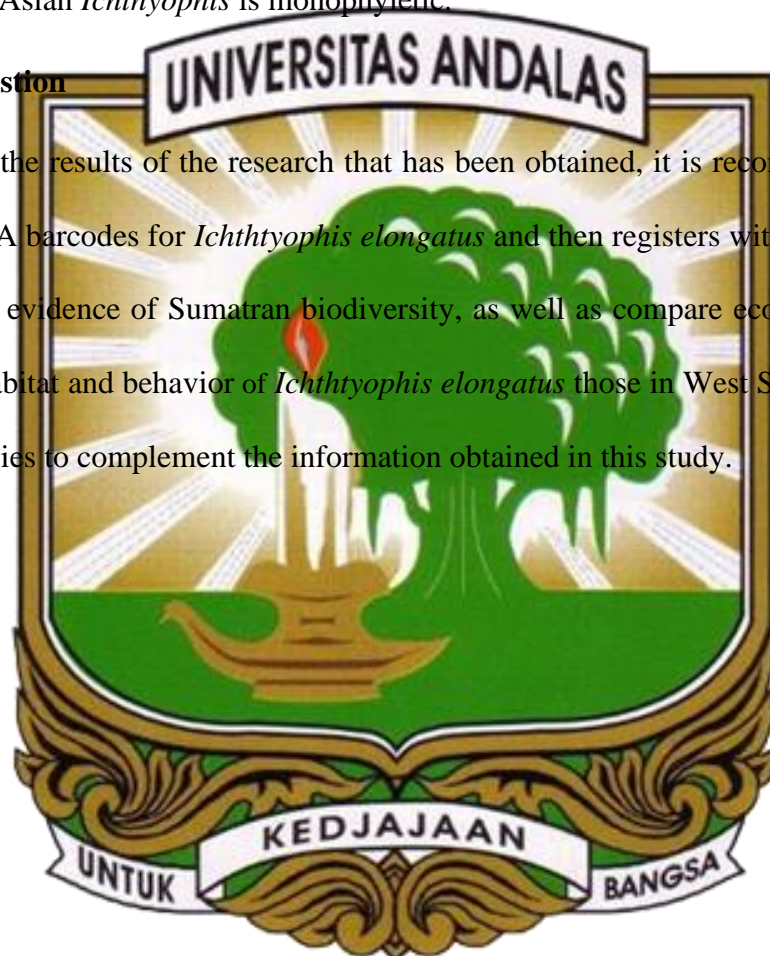 Asian Ichthyophis is monophyletic.
UNIVERSITAS ANDALAS
stion
the results of the research that has been obtained, it is reco
A barcodes for Ichthtyophis elongatus and then registers wit
evidence of Sumatran biodiversity, as well as compare eco
abitat and behavior of Ichthtyophis elongatus those in West S
ies to complement the information obtained in this study.
KEDJAJAAN
UNTUK
BANGSA